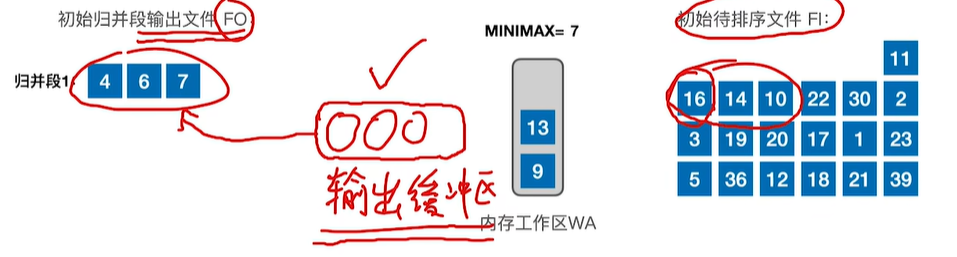 初始归并段输出文件 FO
MINIMAX= 7
初始待排序文件 FI:
归并段1:
4 6 7
11
16 14 10 22 30 2
3 19 20 17 1 23
5 36 12 18 21 39
13
9
输出缓冲区
内存工作区WA